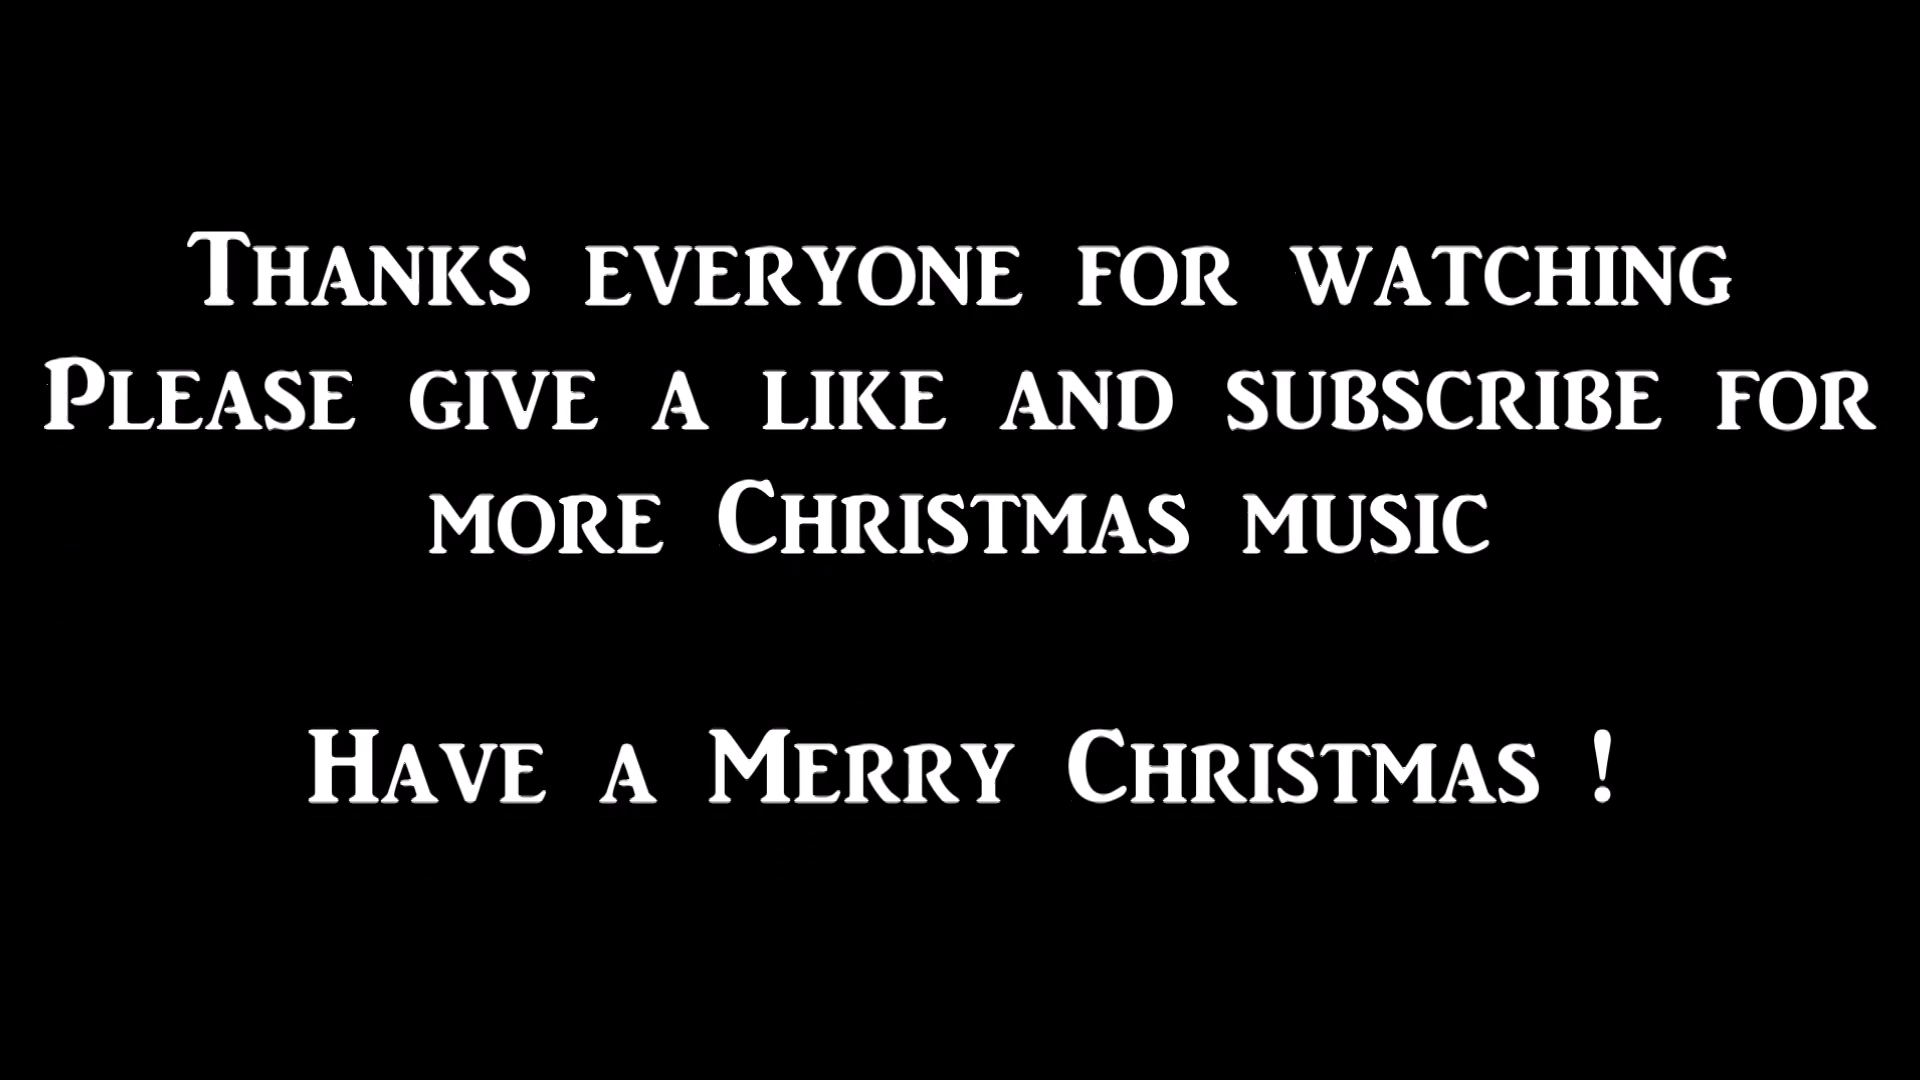 Thanks everyone for watching
Please give a like and subscribe for
more Christmas music
Have a Merry Christmas !